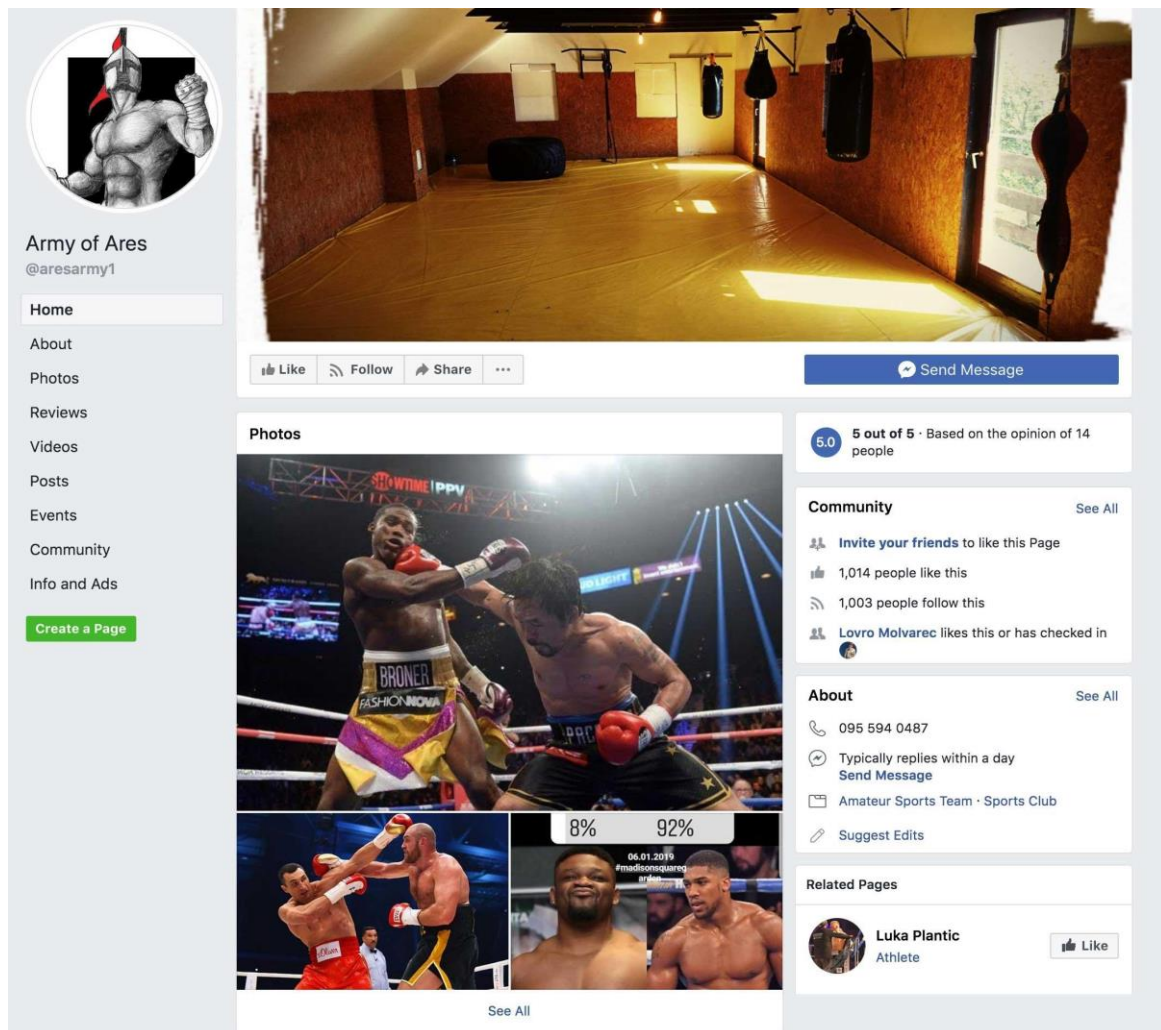 Army of Ares
@aresarmy1
Home
About
Photos
Reviews
Videos
Posts
Events
Community
Info and Ads
Create a Page
Like
Follow
Share
...
Send Message
Photos
SHOWTIME PPV
BUD LIGHT
BRONER
FASHIONNOVA
PAC
8%
92%
06.01.2019
#madisonsquareg
arden
See All
5.0
5 out of 5 · Based on the opinion of 14
people
Community
See All
Invite your friends to like this Page
1,014 people like this
1,003 people follow this
Lovro Molvarec likes this or has checked in
About
See All
095 594 0487
Typically replies within a day
Send Message
Amateur Sports Team · Sports Club
Suggest Edits
Related Pages
Luka Plantic
Athlete
Like